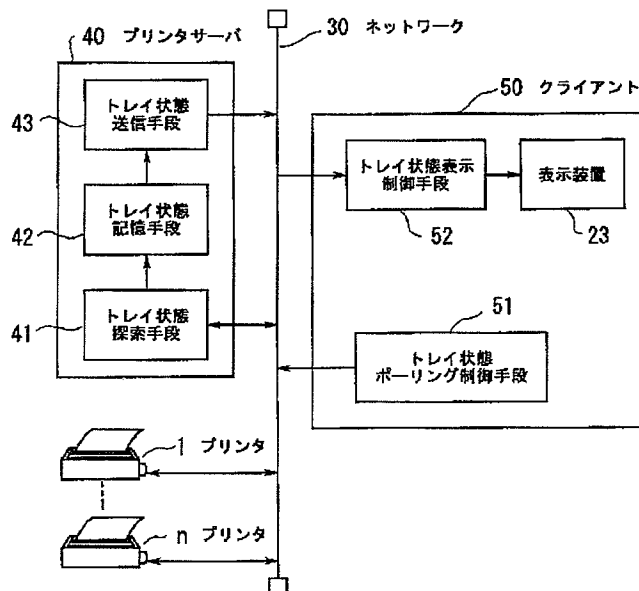 40 プリンタサーバ
30 ネットワーク
50 クライアント
43
トレイ状態
送信手段
42
トレイ状態
記憶手段
41
トレイ状態
探索手段
トレイ状態表示
制御手段
52
表示装置
23
51
トレイ状態
ポーリング制御手段
1 プリンタ
n プリンタ